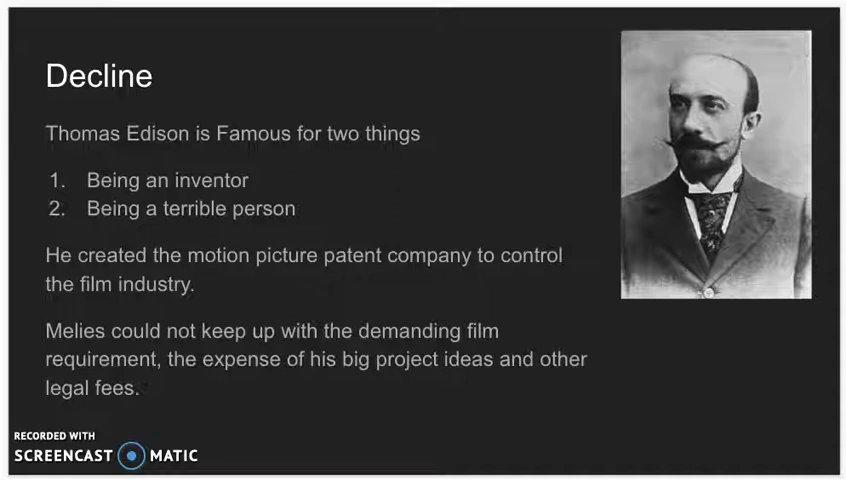 Decline
Thomas Edison is Famous for two things
1. Being an inventor
2. Being a terrible person
He created the motion picture patent company to control
the film industry.
Melies could not keep up with the demanding film
requirement, the expense of his big project ideas and other
legal fees.
RECORDED WITH
SCREENCAST MATIC